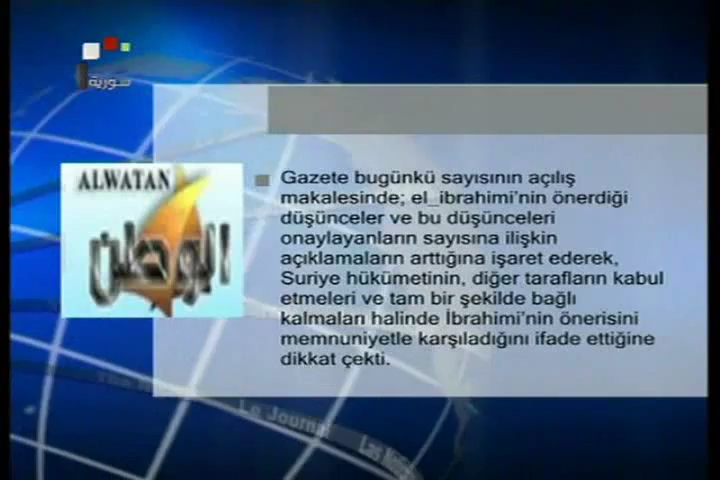 سورية
ALWATAN
الوطن
Gazete bugünkü sayısının açılış
makalesinde; el_ibrahimi'nin önerdiği
düşünceler ve bu düşünceleri
onaylayanların sayısına ilişkin
açıklamaların arttığına işaret ederek,
Suriye hükümetinin, diğer tarafların kabul
etmeleri ve tam bir şekilde bağlı
kalmaları halinde İbrahimi'nin önerisini
memnuniyetle karşıladığını ifade ettiğine
dikkat çekti.
Le Journal